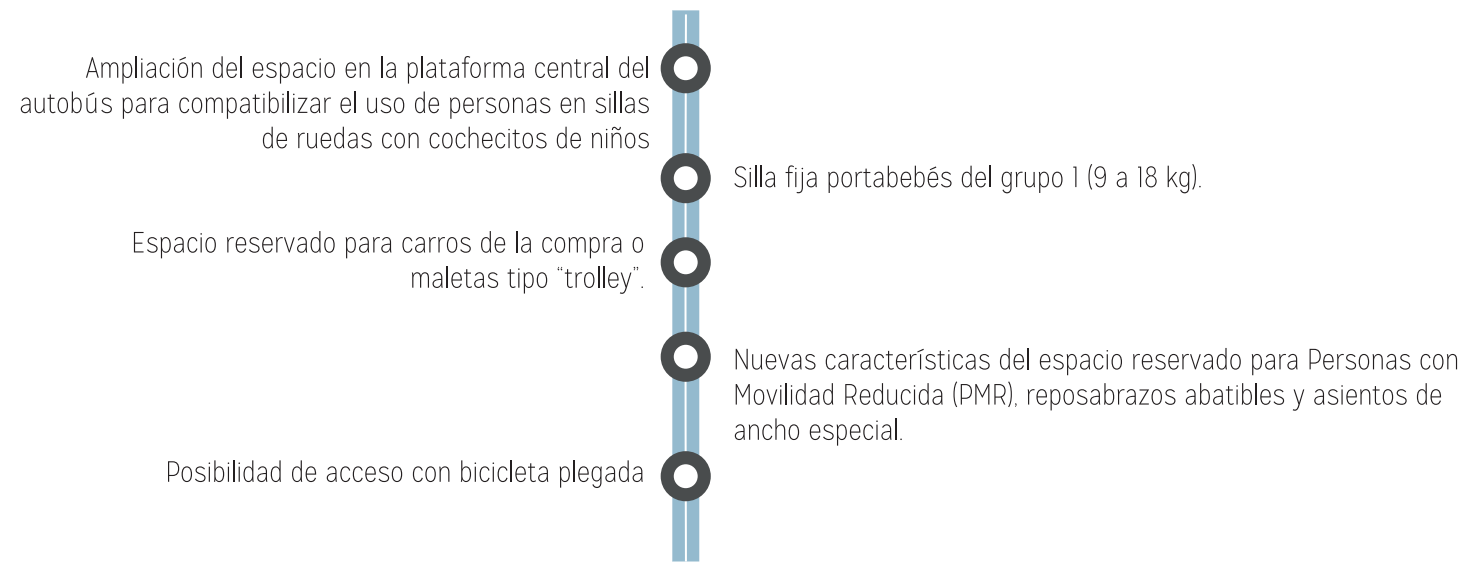 Ampliación del espacio en la plataforma central del
autobús para compatibilizar el uso de personas en sillas
de ruedas con cochecitos de niños
Silla fija portabebés del grupo 1 (9 a 18 kg).
Espacio reservado para carros de la compra o
maletas tipo “trolley”.
Nuevas características del espacio reservado para Personas con
Movilidad Reducida (PMR), reposabrazos abatibles y asientos de
ancho especial.
Posibilidad de acceso con bicicleta plegada